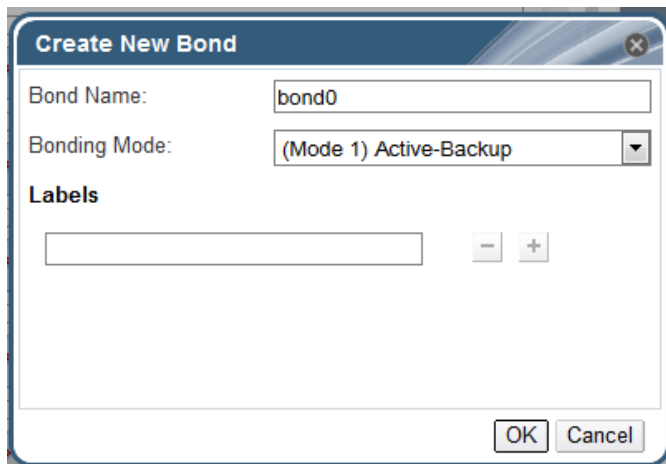 Create New Bond
Bond Name: bond0
Bonding Mode: (Mode 1) Active-Backup
Labels
OK Cancel